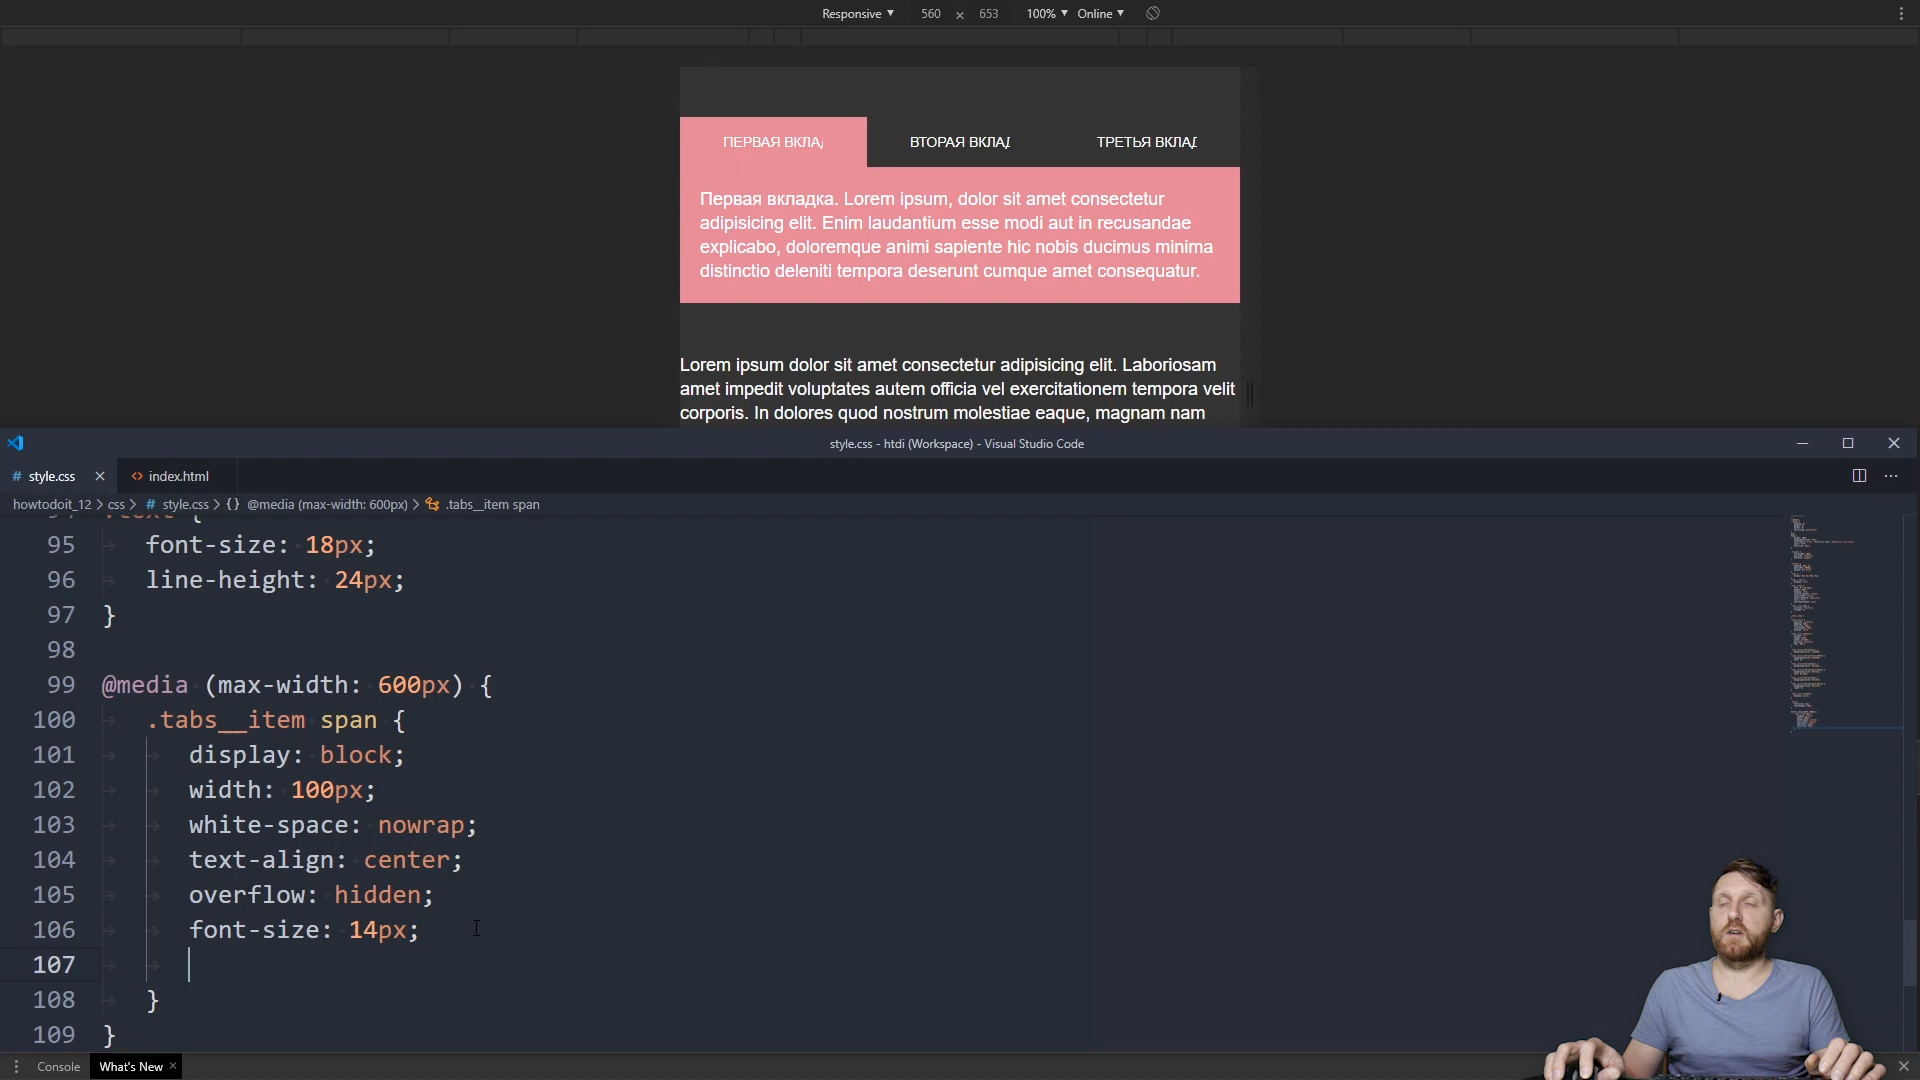 Responsive ▼ 560 × 653 100% ▼ Online ▼
ПЕРВАЯ ВКЛА
ВТОРАЯ ВКЛА
ТРЕТЬЯ ВКЛА
Первая вкладка. Lorem ipsum, dolor sit amet consectetur
adipisicing elit. Enim laudantium esse modi aut in recusandae
explicabo, doloremque animi sapiente hic nobis ducimus minima
distinctio deleniti tempora deserunt cumque amet consequatur.
Lorem ipsum dolor sit amet consectetur adipisicing elit. Laboriosam
amet impedit voluptates autem officia vel exercitationem tempora velit
corporis. In dolores quod nostrum molestiae eaque, magnam nam
style.css - htdi (Workspace) - Visual Studio Code
# style.css × <> index.html
howtodoit_12 > css > # style.css > {} @media (max-width: 600px) > .tabs__item span
95 font-size: 18px;
96 line-height: 24px;
97 }
98
99 @media (max-width: 600px) {
100 .tabs__item span {
101 display: block;
102 width: 100px;
103 white-space: nowrap;
104 text-align: center;
105 overflow: hidden;
106 font-size: 14px;
107
108 }
109 }
Console What's New ×